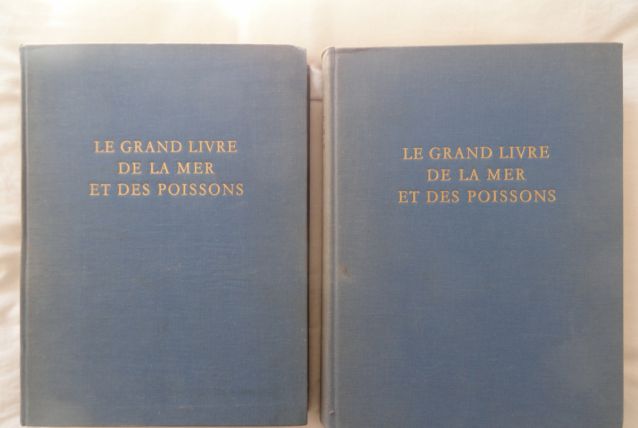 LE GRAND LIVRE
DE LA MER
ET DES POISSONS
LE GRAND LIVRE
DE LA MER
ET DES POISSONS